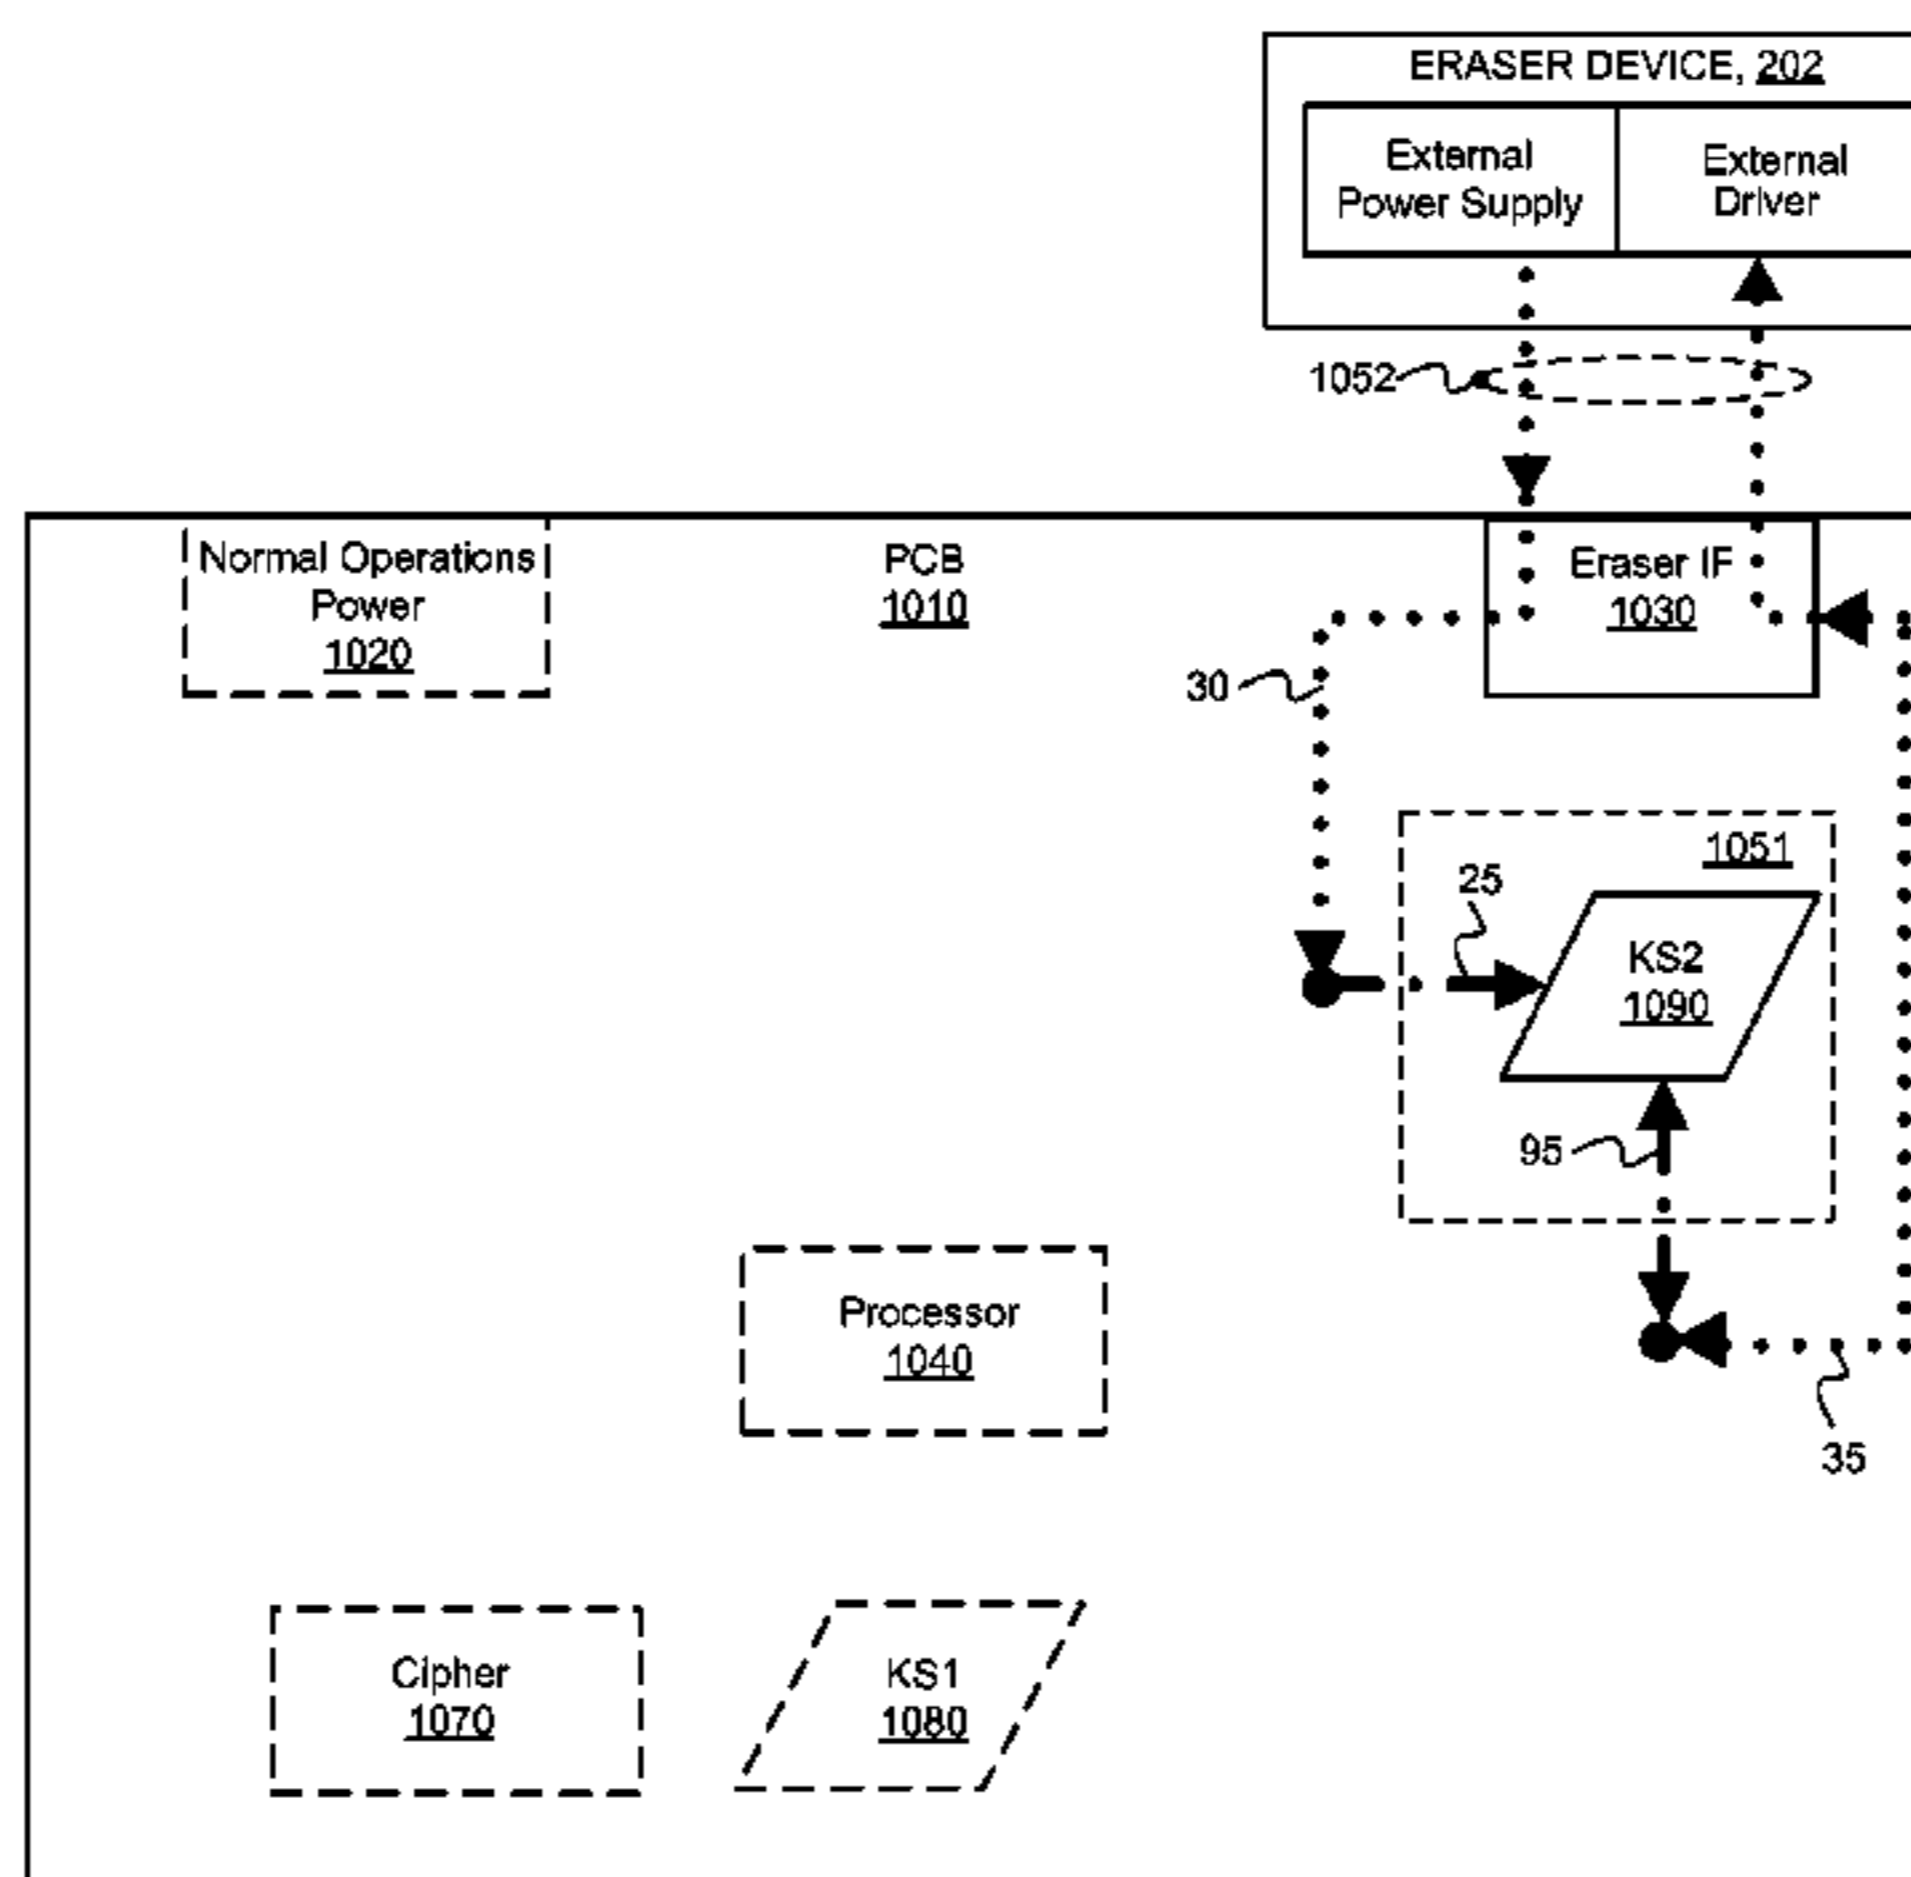 ERASER DEVICE, 202
External
Power Supply
External
Driver
1052
Normal Operations
Power
1020
PCB
1010
Eraser IF
1030
30
1051
25
KS2
1090
95
Processor
1040
35
Cipher
1070
KS1
1080